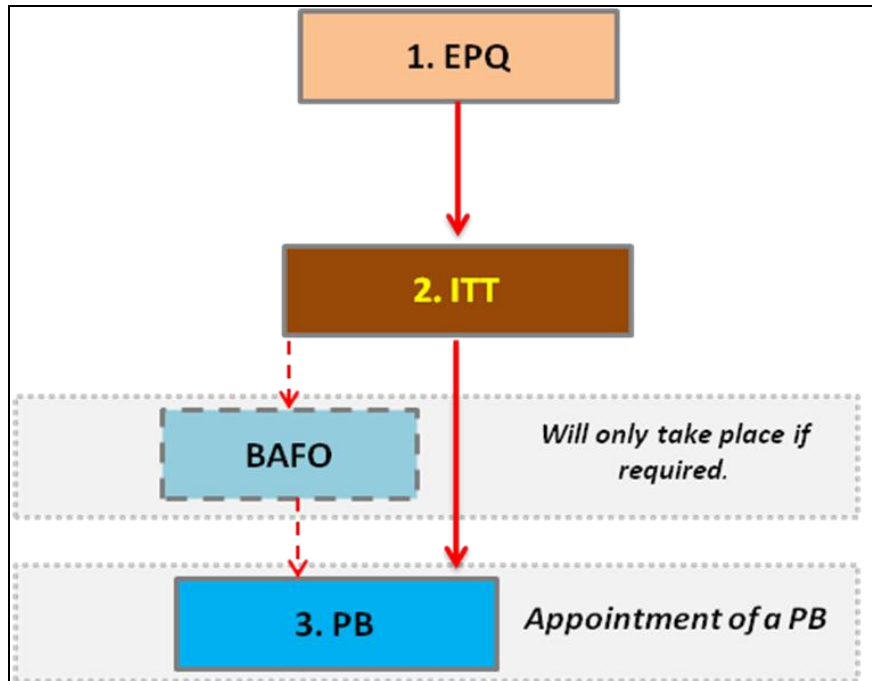 1. EPQ
2. ITT
BAFO
Will only take place if
required.
3. PB
Appointment of a PB